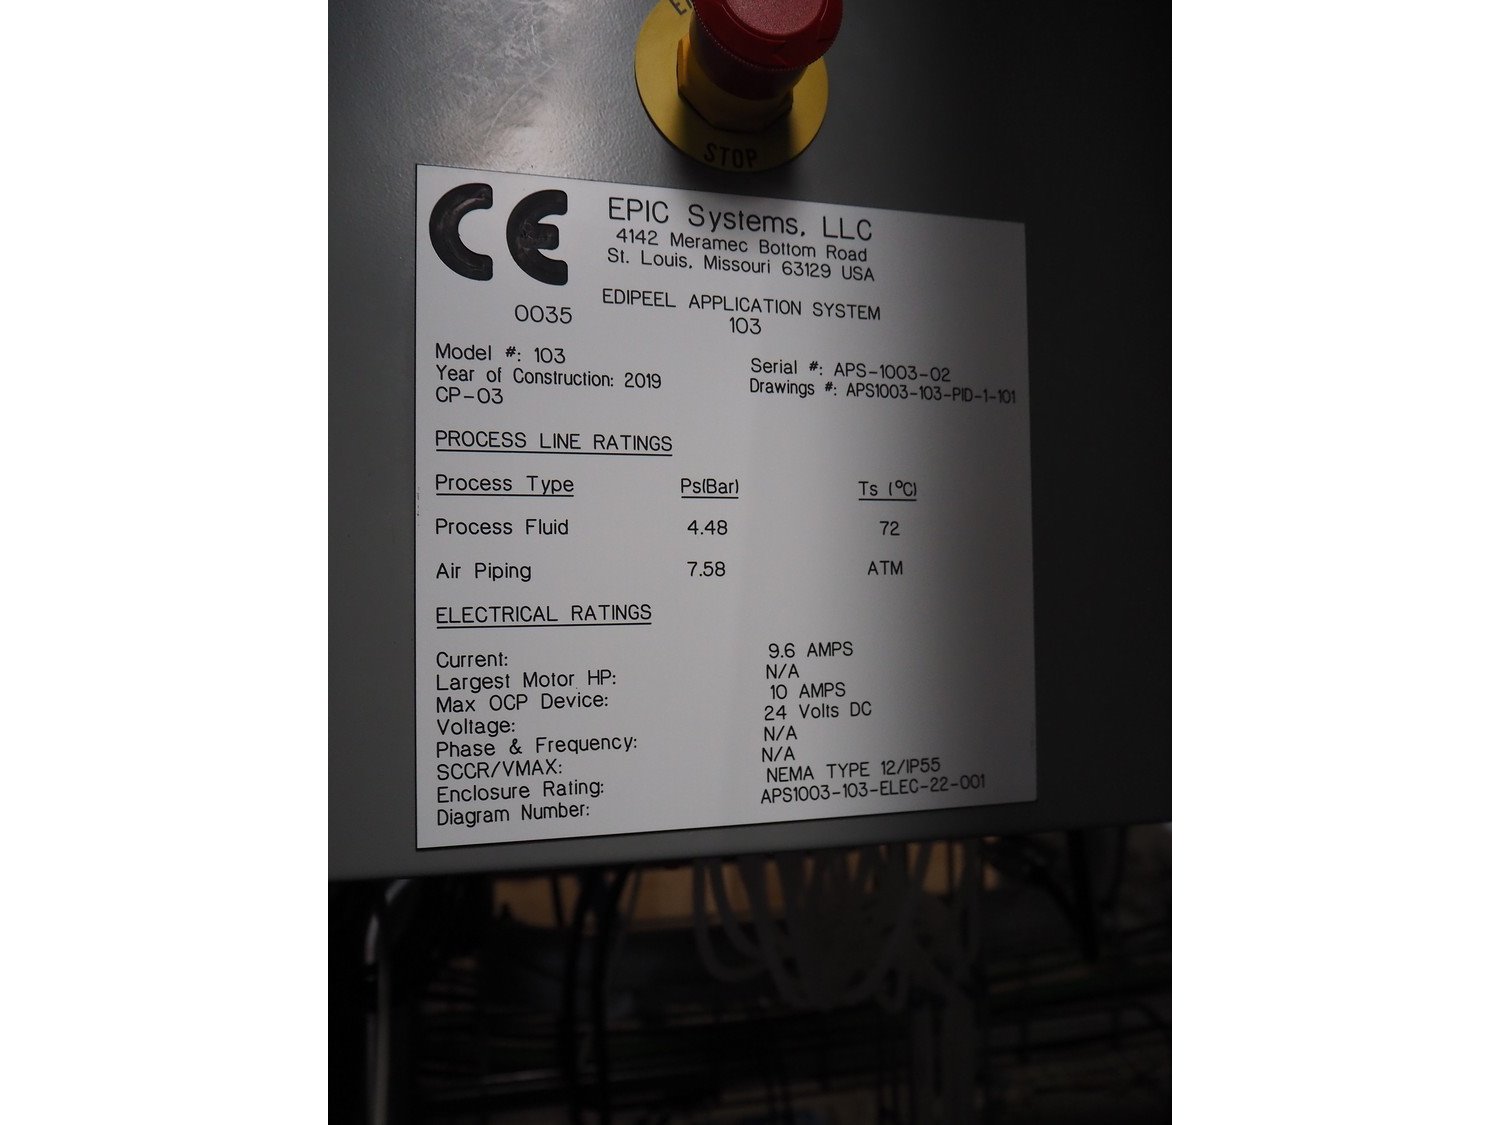 STOP
CE
EPIC Systems, LLC
4142 Meramec Bottom Road
St. Louis, Missouri 63129 USA
0035
EDIPEEL APPLICATION SYSTEM
103
Model #: 103
Serial #: APS-1003-02
Year of Construction: 2019
Drawings #: APS1003-103-PID-1-101
CP-03
PROCESS LINE RATINGS
Process Type Ps(Bar) Ts (°C)
Process Fluid 4.48 72
Air Piping 7.58 ATM
ELECTRICAL RATINGS
Current: 9.6 AMPS
Largest Motor HP: N/A
Max OCP Device: 10 AMPS
Voltage: 24 Volts DC
Phase & Frequency: N/A
SCCR/VMAX: N/A
Enclosure Rating: NEMA TYPE 12/IP55
Diagram Number: APS1003-103-ELEC-22-001